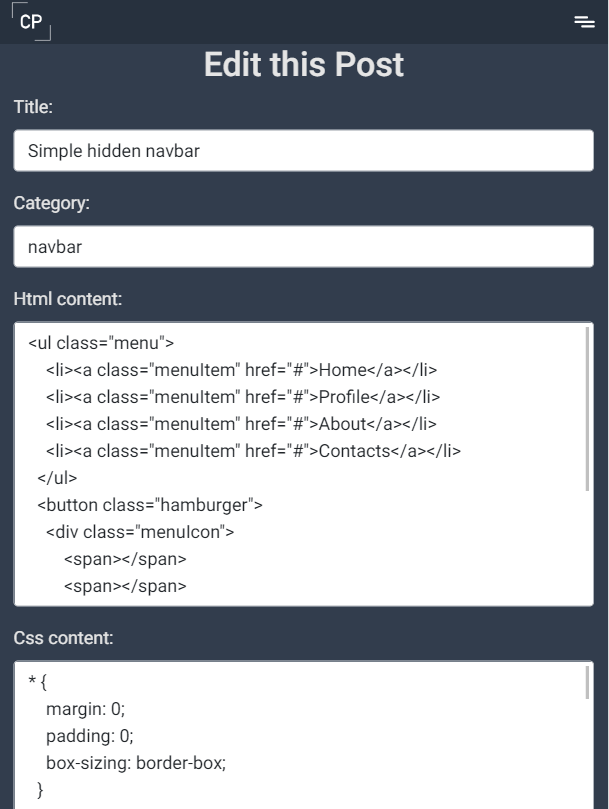 CP
Edit this Post
Title:
Simple hidden navbar
Category:
navbar
Html content:
<ul class="menu">
    <li><a class="menuItem" href="#">Home</a></li>
    <li><a class="menuItem" href="#">Profile</a></li>
    <li><a class="menuItem" href="#">About</a></li>
    <li><a class="menuItem" href="#">Contacts</a></li>
  </ul>
  <button class="hamburger">
    <div class="menuIcon">
        <span></span>
        <span></span>
Css content:
* {
    margin: 0;
    padding: 0;
    box-sizing: border-box;
  }